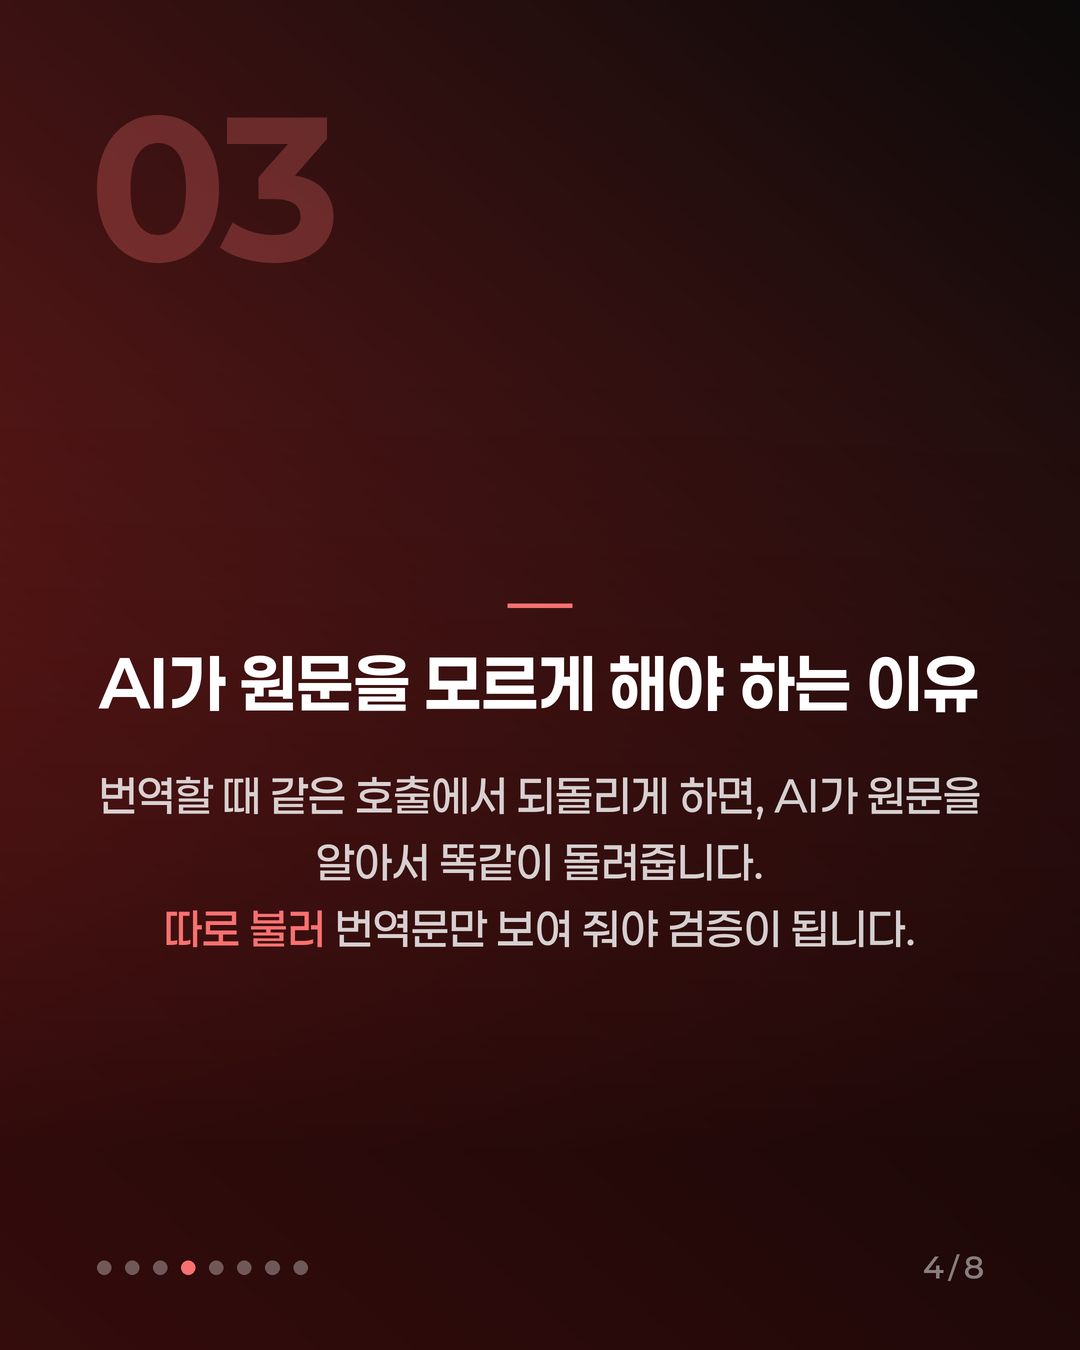 03
AI가 원문을 모르게 해야 하는 이유
번역할 때 같은 호출에서 되돌리게 하면, AI가 원문을
알아서 똑같이 돌려줍니다.
따로 불러 번역문만 보여 줘야 검증이 됩니다.
4/8